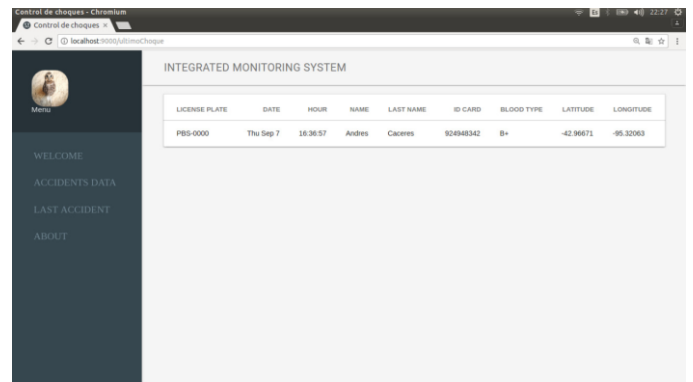 Control de choques - Chromium
Es 22:27
Control de choques ×
localhost:9000/ultimoChoque
INTEGRATED MONITORING SYSTEM
Menu
LICENSE PLATE DATE HOUR NAME LAST NAME ID CARD BLOOD TYPE LATITUDE LONGITUDE
PBS-0000 Thu Sep 7 16:36:57 Andres Caceres 924948342 B+ -42.96671 -95.32063
WELCOME
ACCIDENTS DATA
LAST ACCIDENT
ABOUT